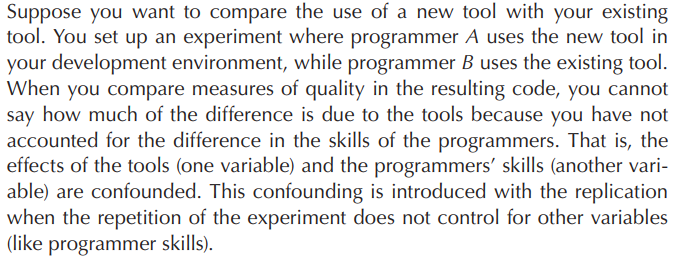 Suppose you want to compare the use of a new tool with your existing
tool. You set up an experiment where programmer A uses the new tool in
your development environment, while programmer B uses the existing tool.
When you compare measures of quality in the resulting code, you cannot
say how much of the difference is due to the tools because you have not
accounted for the difference in the skills of the programmers. That is, the
effects of the tools (one variable) and the programmers’ skills (another vari-
able) are confounded. This confounding is introduced with the replication
when the repetition of the experiment does not control for other variables
(like programmer skills).